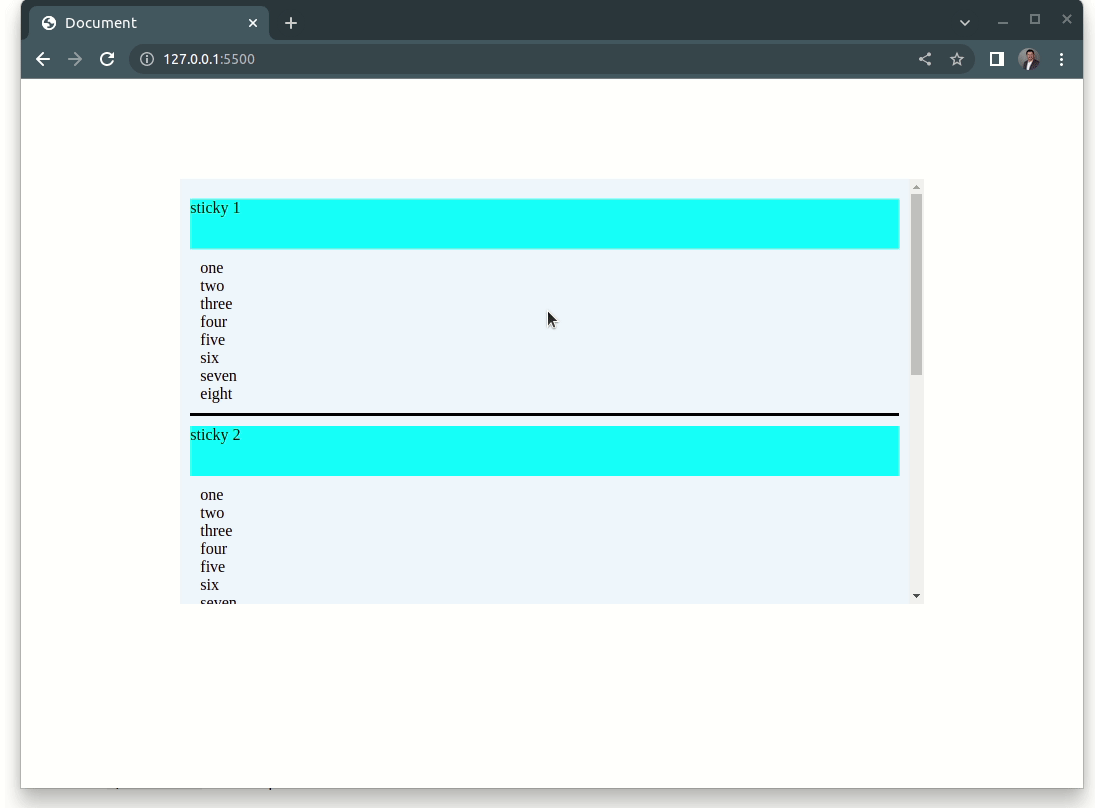 Document
127.0.0.1:5500
sticky 1
one
two
three
four
five
six
seven
eight
sticky 2
one
two
three
four
five
six
seven